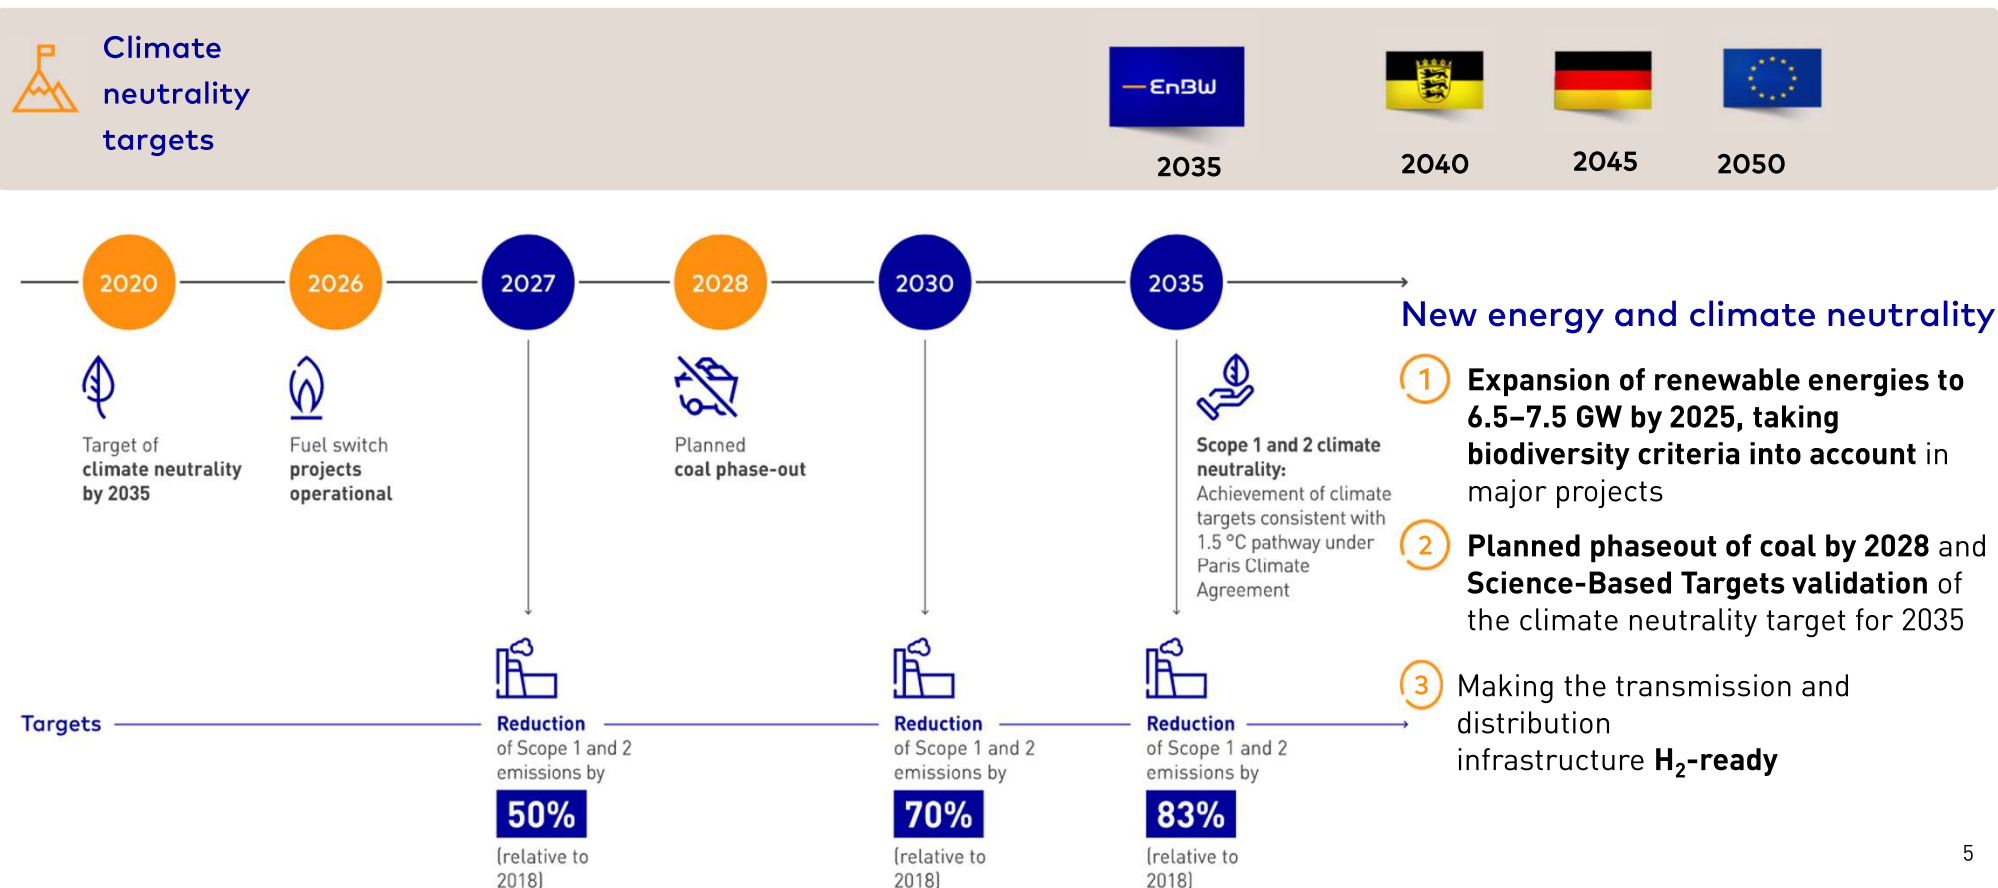 Climate
neutrality
targets
EnBW
2035
2040
2045
2050
2020
2026
2027
2028
2030
2035
Target of
climate neutrality
by 2035
Fuel switch
projects
operational
Planned
coal phase-out
Scope 1 and 2 climate
neutrality:
Achievement of climate
targets consistent with
1.5 °C pathway under
Paris Climate
Agreement
Targets
Reduction
of Scope 1 and 2
emissions by
50%
(relative to
2018)
Reduction
of Scope 1 and 2
emissions by
70%
(relative to
2018)
Reduction
of Scope 1 and 2
emissions by
83%
(relative to
2018)
New energy and climate neutrality
1
Expansion of renewable energies to
6.5–7.5 GW by 2025, taking
biodiversity criteria into account in
major projects
2
Planned phaseout of coal by 2028 and
Science-Based Targets validation of
the climate neutrality target for 2035
3
Making the transmission and
distribution
infrastructure H₂-ready
5